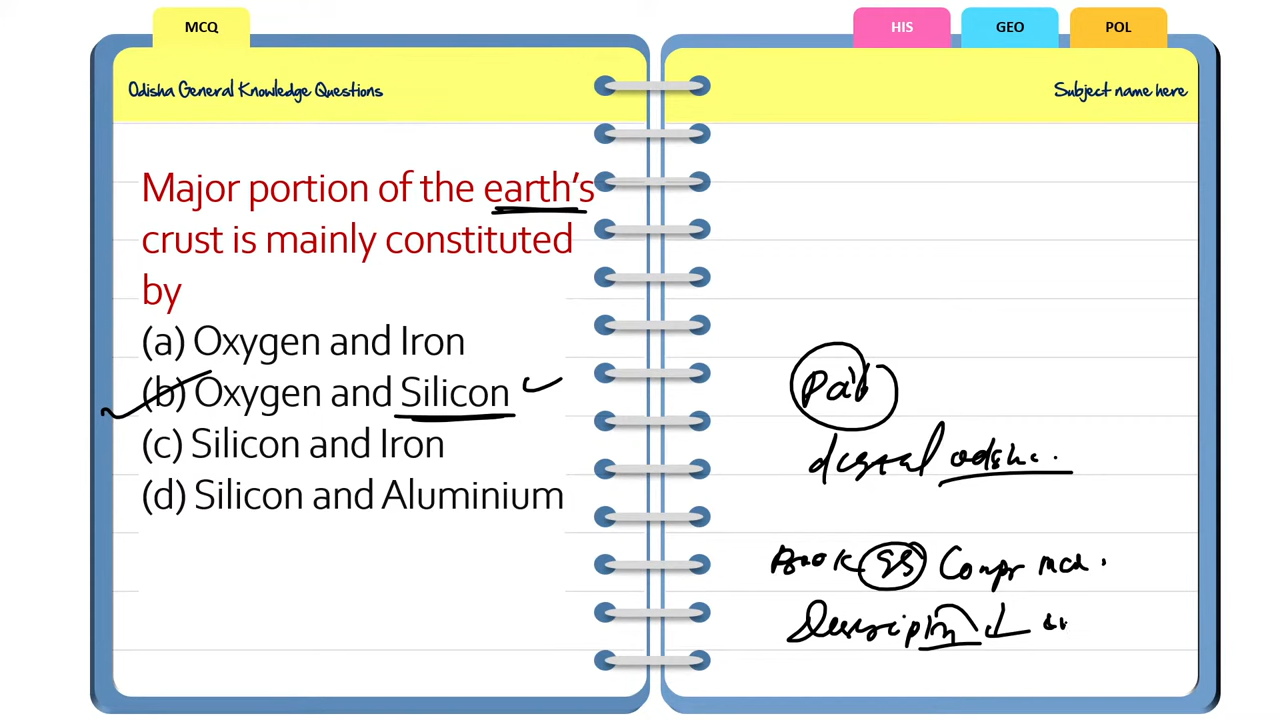 MCQ
HIS GEO POL
Odisha General Knowledge Questions
Subject name here
Major portion of the earth's
crust is mainly constituted
by
(a) Oxygen and Iron
(b) Oxygen and Silicon
(c) Silicon and Iron
(d) Silicon and Aluminium
Book